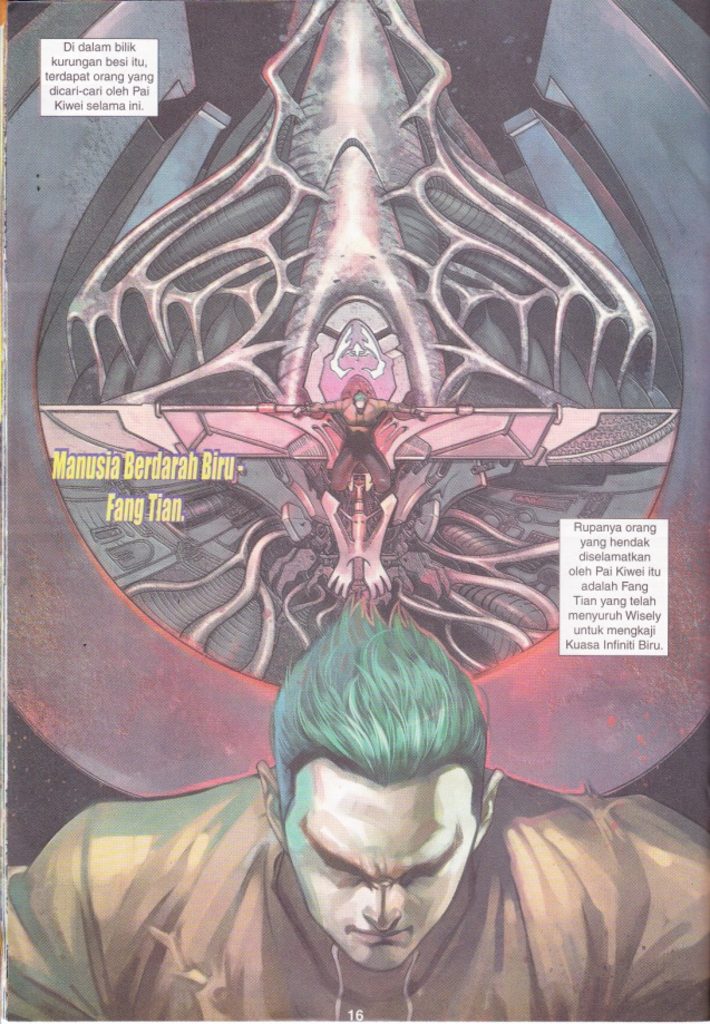 Di dalam bilik
kurungan besi itu,
terdapat orang yang
dicari-cari oleh Pai
Kiwei selama ini.
Manusia Berdarah Biru -
Fang Tian.
Rupanya orang
yang hendak
diselamatkan
oleh Pai Kiwei itu
adalah Fang
Tian yang telah
menyuruh Wisely
untuk mengkaji
Kuasa Infiniti Biru.
16